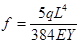 f = 5qL⁴ / 384EY